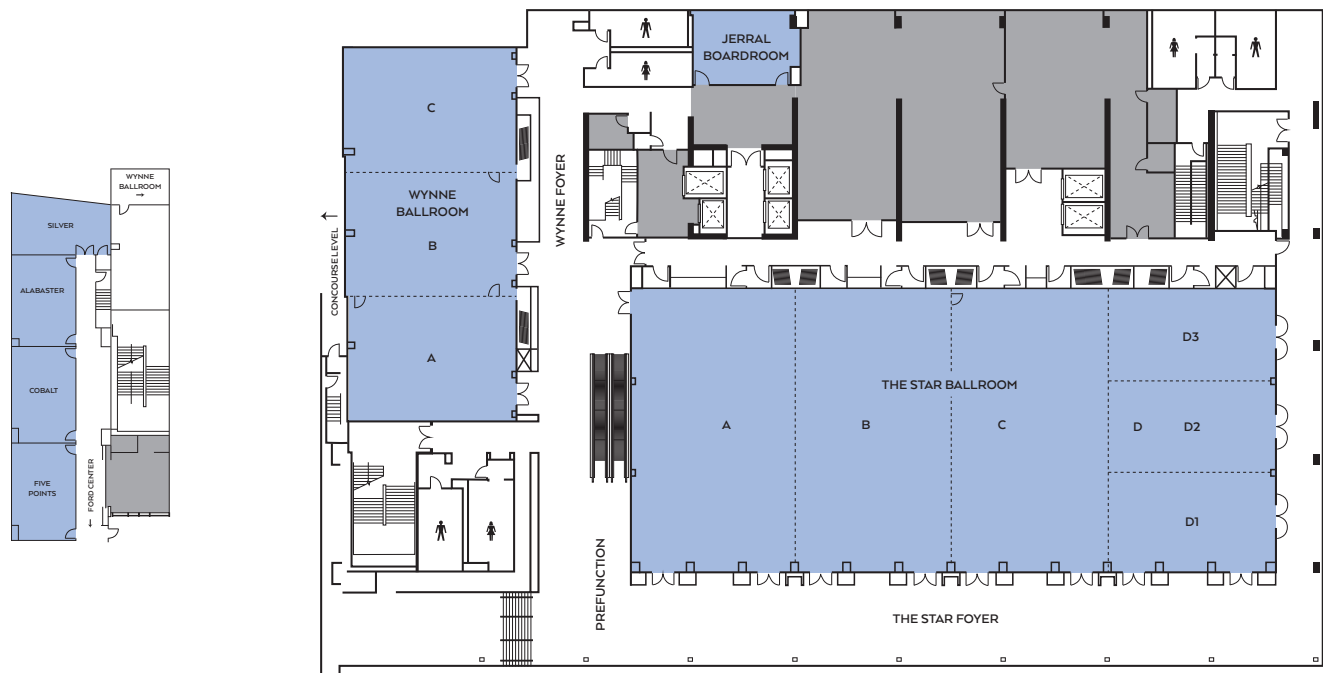 WYNNE
BALLROOM
→
SILVER
ALABASTER
COBALT
FIVE
POINTS
← FORD CENTER
CONCOURSE LEVEL →
C
WYNNE
BALLROOM
B
A
WYNNE FOYER
JERRAL
BOARDROOM
THE STAR BALLROOM
A
B
C
D
D3
D2
D1
PREFUNCTION
THE STAR FOYER